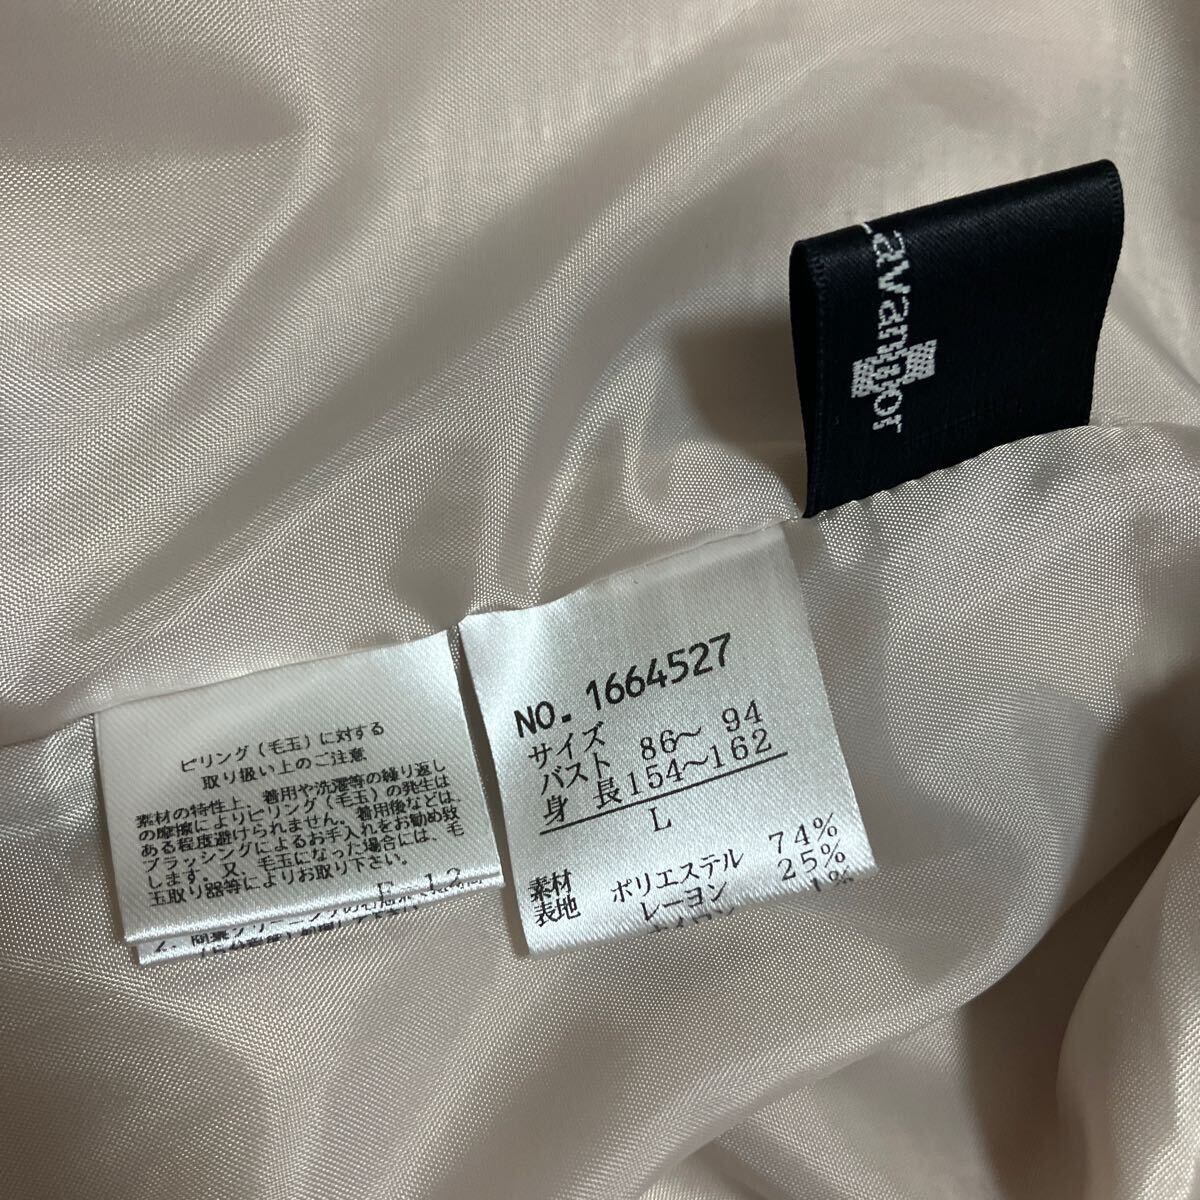 ピリング(毛玉)に対する
取り扱い上のご注意
素材の特性上、着用や洗濯等の繰り返し
の摩擦によりピリング(毛玉)の発生は
ある程度避けられません。着用後などは、
ブラッシングによるお手入れをお勧め致
します。又、毛玉になった場合には、毛
玉取り器等によりお取り下さい。
F-12
NO. 1664527
サイズ
バスト 86〜 94
身 長154〜162
L
素材 ポリエステル 74%
表地 レーヨン 25%
1%